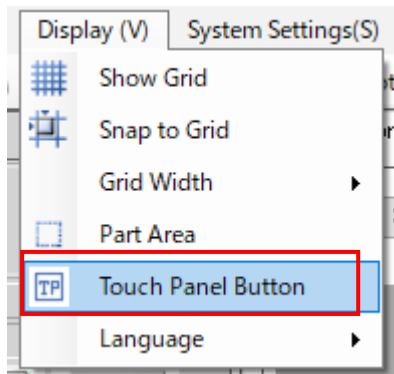 Display (V) System Settings(S)
Show Grid
Snap to Grid
Grid Width
Part Area
TP Touch Panel Button
Language